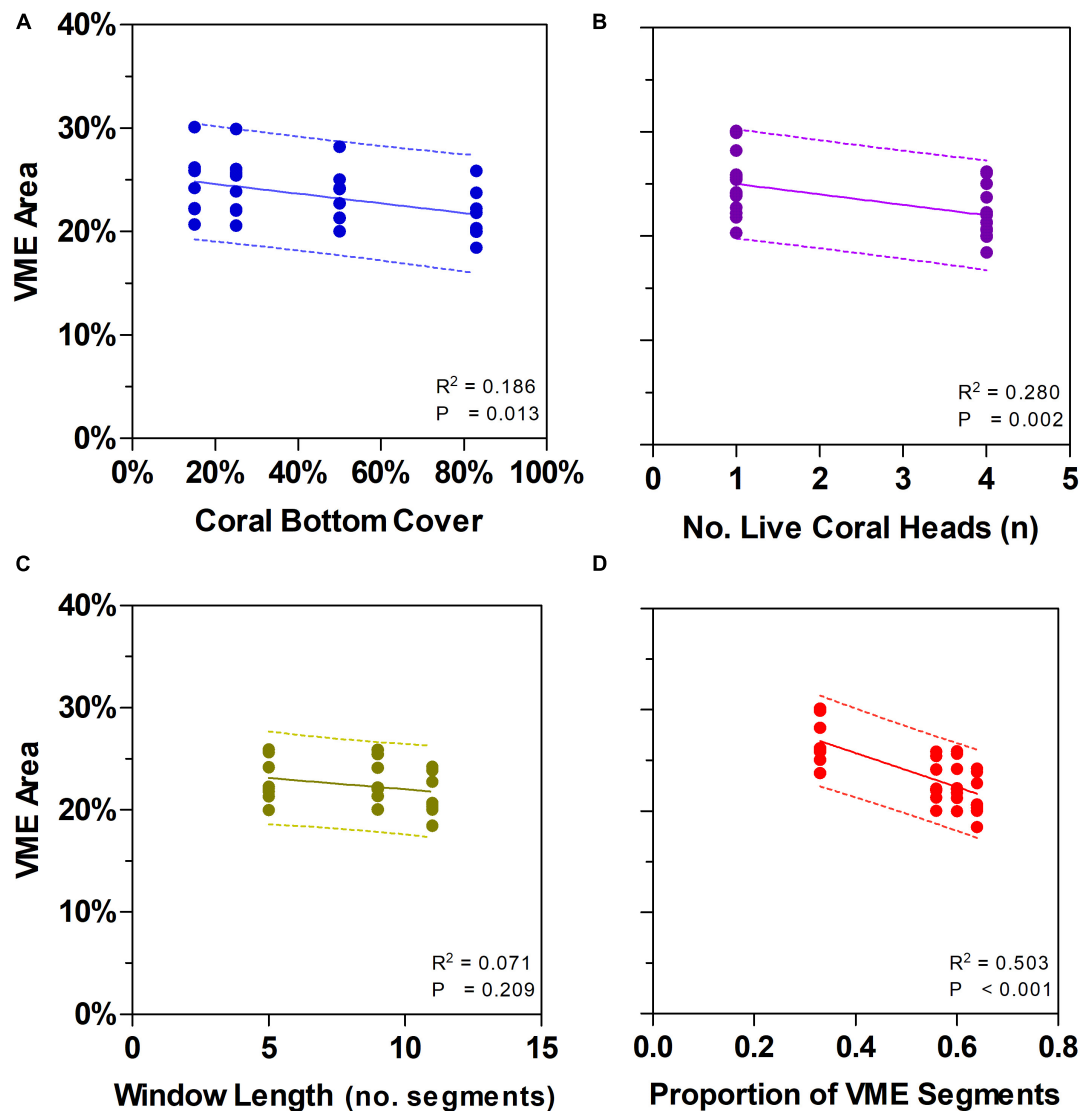 A
40%
30%
20%
10%
0%
VME Area
R² = 0.186
P = 0.013
0% 20% 40% 60% 80% 100%
Coral Bottom Cover
B
R² = 0.280
P = 0.002
0 1 2 3 4 5
No. Live Coral Heads (n)
C
40%
30%
20%
10%
0%
VME Area
R² = 0.071
P = 0.209
0 5 10 15
Window Length (no. segments)
D
R² = 0.503
P < 0.001
0.0 0.2 0.4 0.6 0.8
Proportion of VME Segments